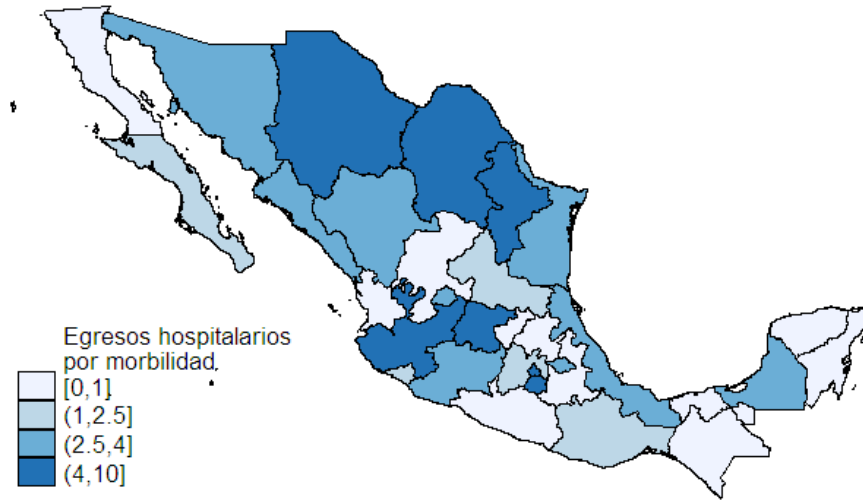 Egresos hospitalarios
por morbilidad,
[0,1]
(1,2.5]
(2.5,4]
(4,10]